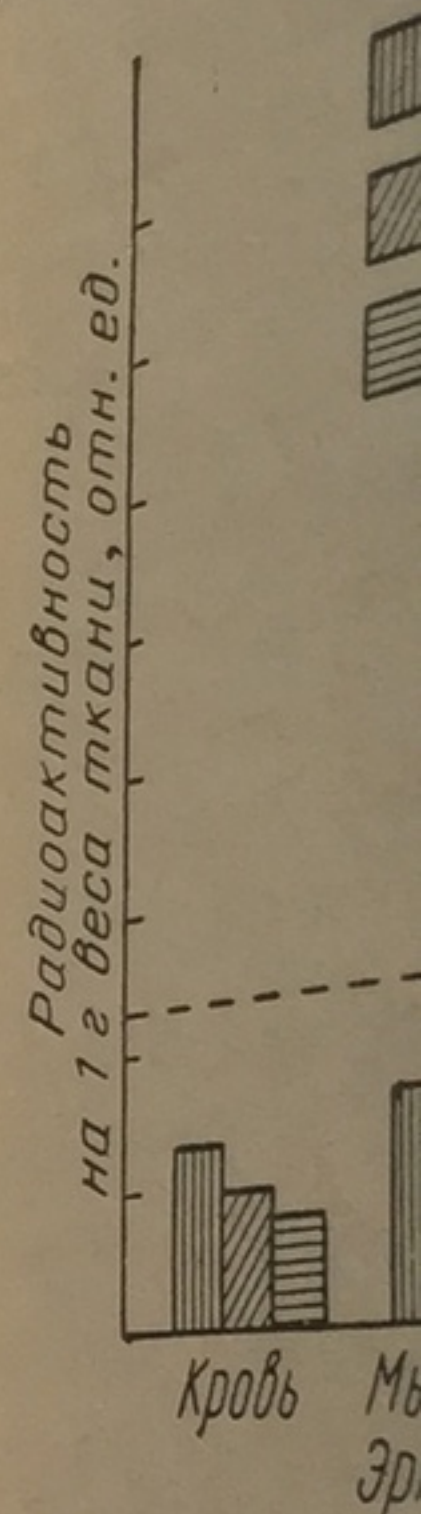 Радиоактивность
на 1 г веса ткани, отн. ед.
Кровь